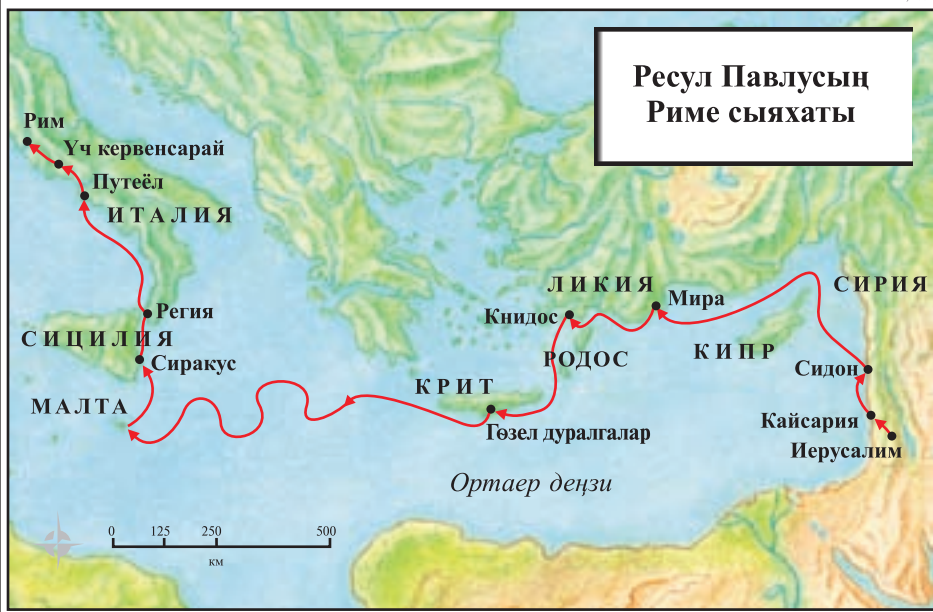 Ресул Павлусың
Риме сыяхаты
Рим
Үч кервенсарай
Путеёл
ИТАЛИЯ
ЛИКИЯ
Мира
СИРИЯ
Регия
Книдос
СИЦИЛИЯ
РОДОС
КИПР
Сиракус
Сидон
КРИТ
МАЛТА
Кайсария
Гөзел дуралгалар
Иерусалим
Ортаер деңзи
0 125 250 500
км